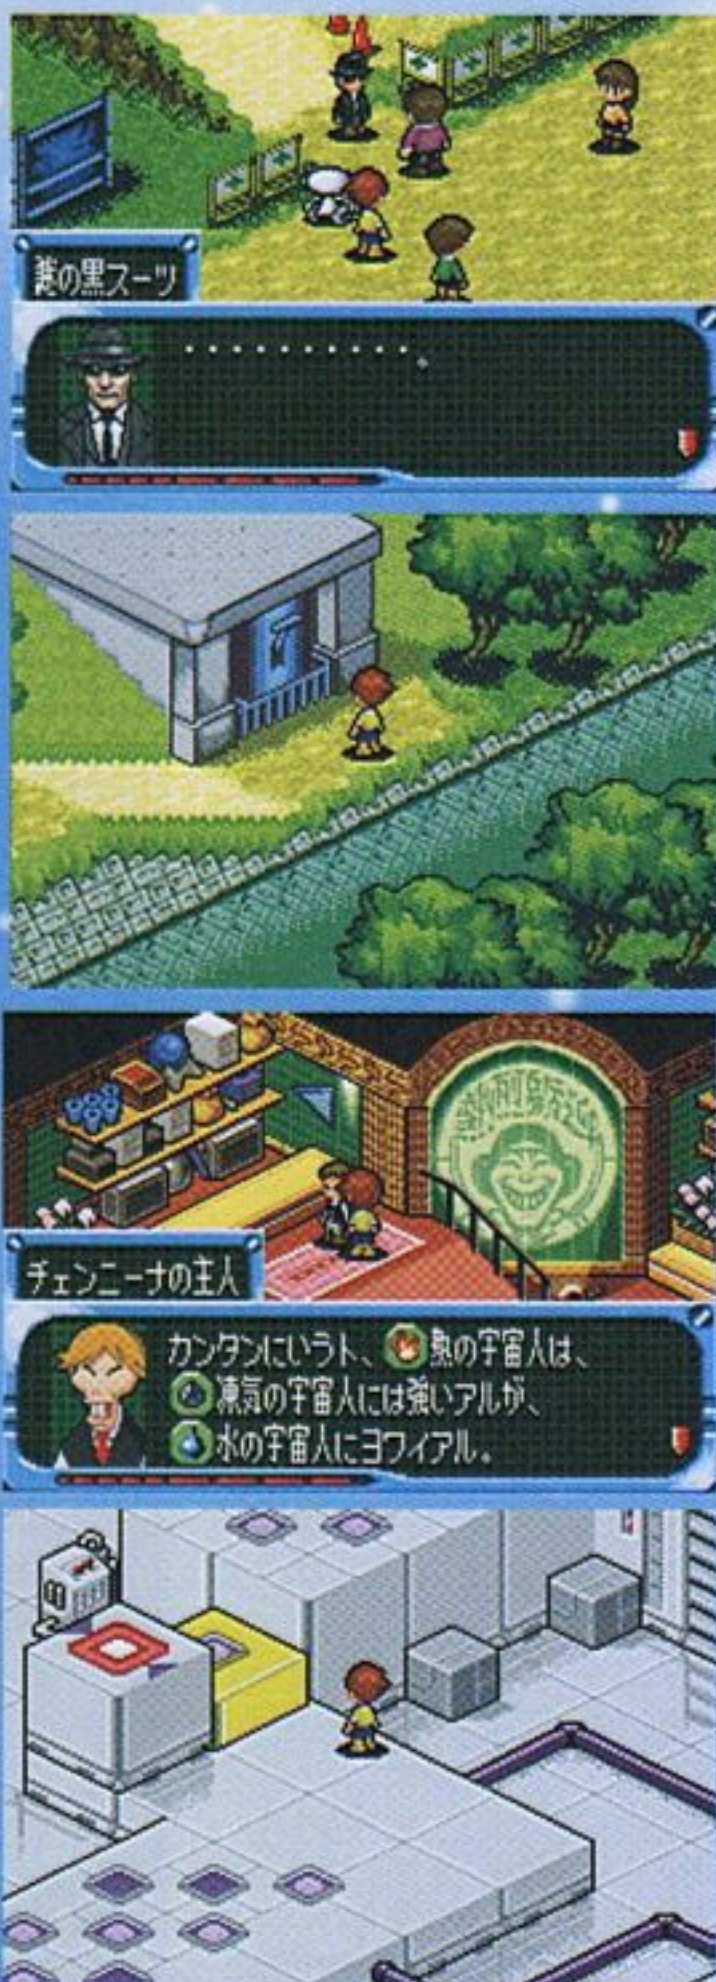 謎の黒スーツ
・・・・・・・・・・。
チェンニーナの主人
カンタンにいうト、熱の宇宙人は、
凍気の宇宙人には強いアルが、
水の宇宙人にヨワイアル。